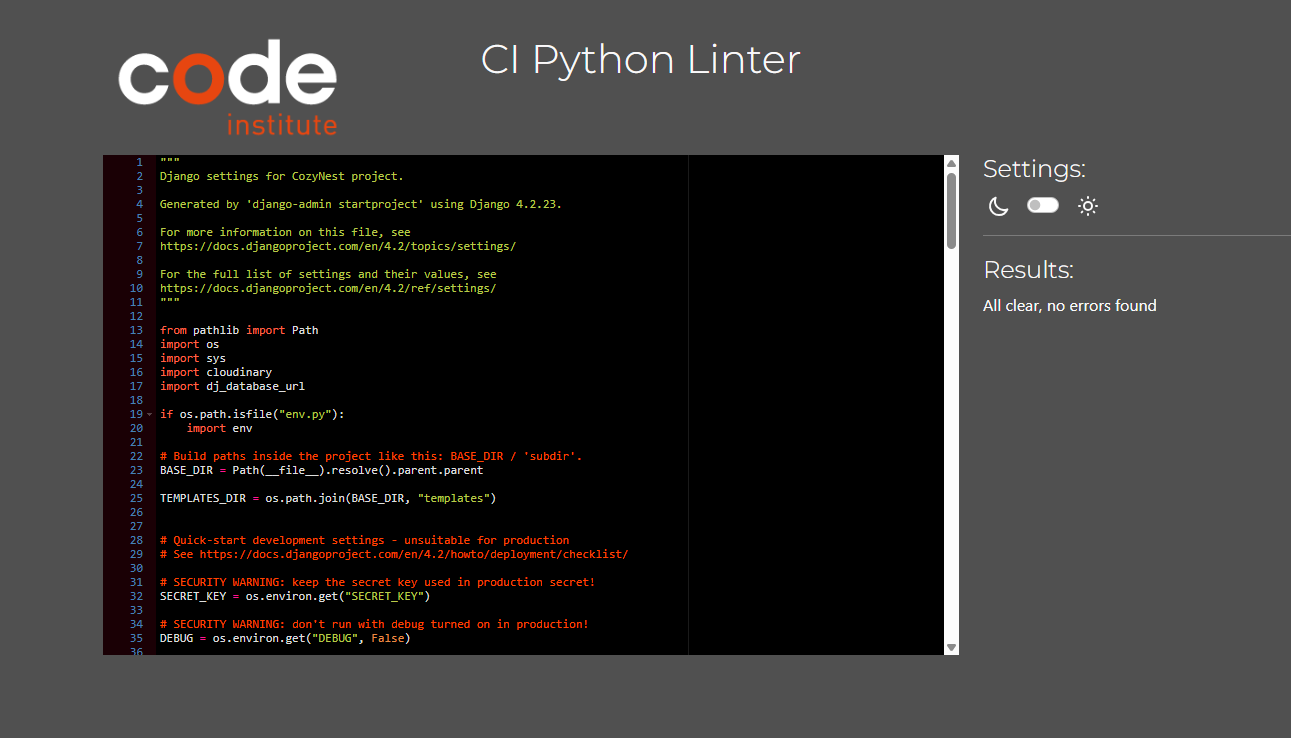 code
institute
CI Python Linter
1 """
2 Django settings for CozyNest project.
3
4 Generated by 'django-admin startproject' using Django 4.2.23.
5
6 For more information on this file, see
7 https://docs.djangoproject.com/en/4.2/topics/settings/
8
9 For the full list of settings and their values, see
10 https://docs.djangoproject.com/en/4.2/ref/settings/
11 """
12
13 from pathlib import Path
14 import os
15 import sys
16 import cloudinary
17 import dj_database_url
18
19 if os.path.isfile("env.py"):
20     import env
21
22 # Build paths inside the project like this: BASE_DIR / 'subdir'.
23 BASE_DIR = Path(__file__).resolve().parent.parent
24
25 TEMPLATES_DIR = os.path.join(BASE_DIR, "templates")
26
27
28 # Quick-start development settings - unsuitable for production
29 # See https://docs.djangoproject.com/en/4.2/howto/deployment/checklist/
30
31 # SECURITY WARNING: keep the secret key used in production secret!
32 SECRET_KEY = os.environ.get("SECRET_KEY")
33
34 # SECURITY WARNING: don't run with debug turned on in production!
35 DEBUG = os.environ.get("DEBUG", False)
36
Settings:
Results:
All clear, no errors found